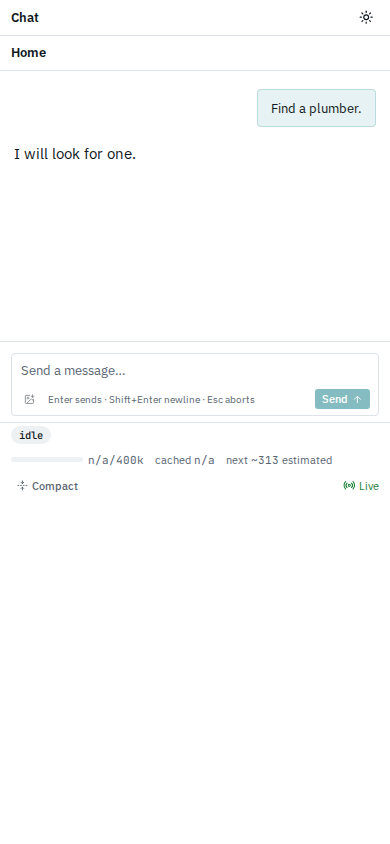 Chat
Home
Find a plumber.
I will look for one.
Send a message...
Enter sends · Shift+Enter newline · Esc aborts
Send ↑
idle
n/a/400k cached n/a next ~313 estimated
Compact
Live